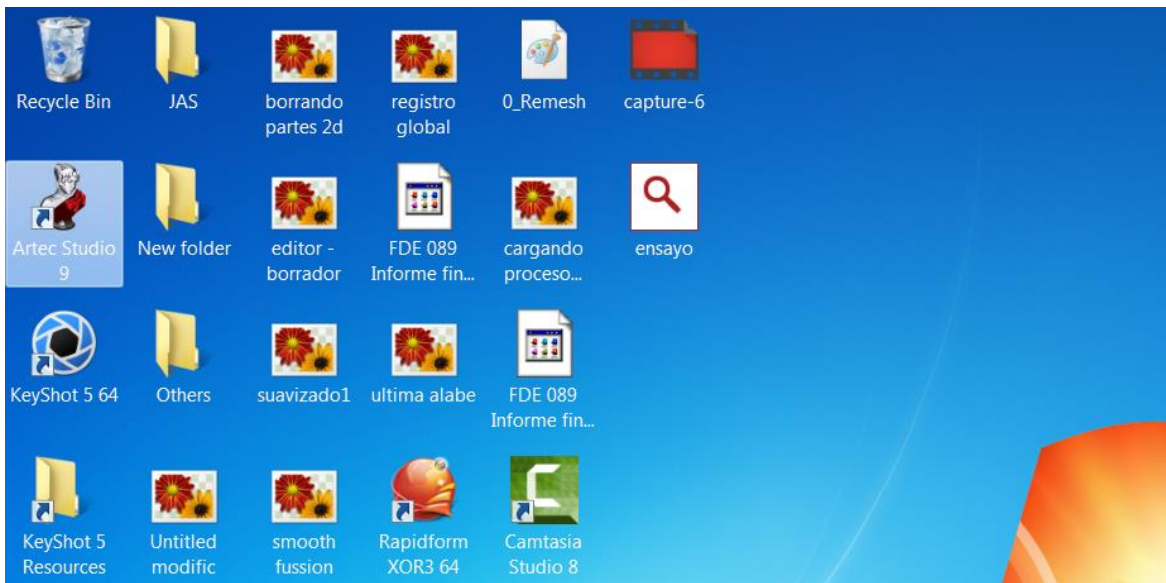 Recycle Bin
JAS
borrando
partes 2d
registro
global
0_Remesh
capture-6
Artec Studio
9
New folder
editor -
borrador
FDE 089
Informe fin...
cargando
proceso...
ensayo
KeyShot 5 64
Others
suavizado1
ultima alabe
FDE 089
Informe fin...
KeyShot 5
Resources
Untitled
modific
smooth
fussion
Rapidform
XOR3 64
Camtasia
Studio 8